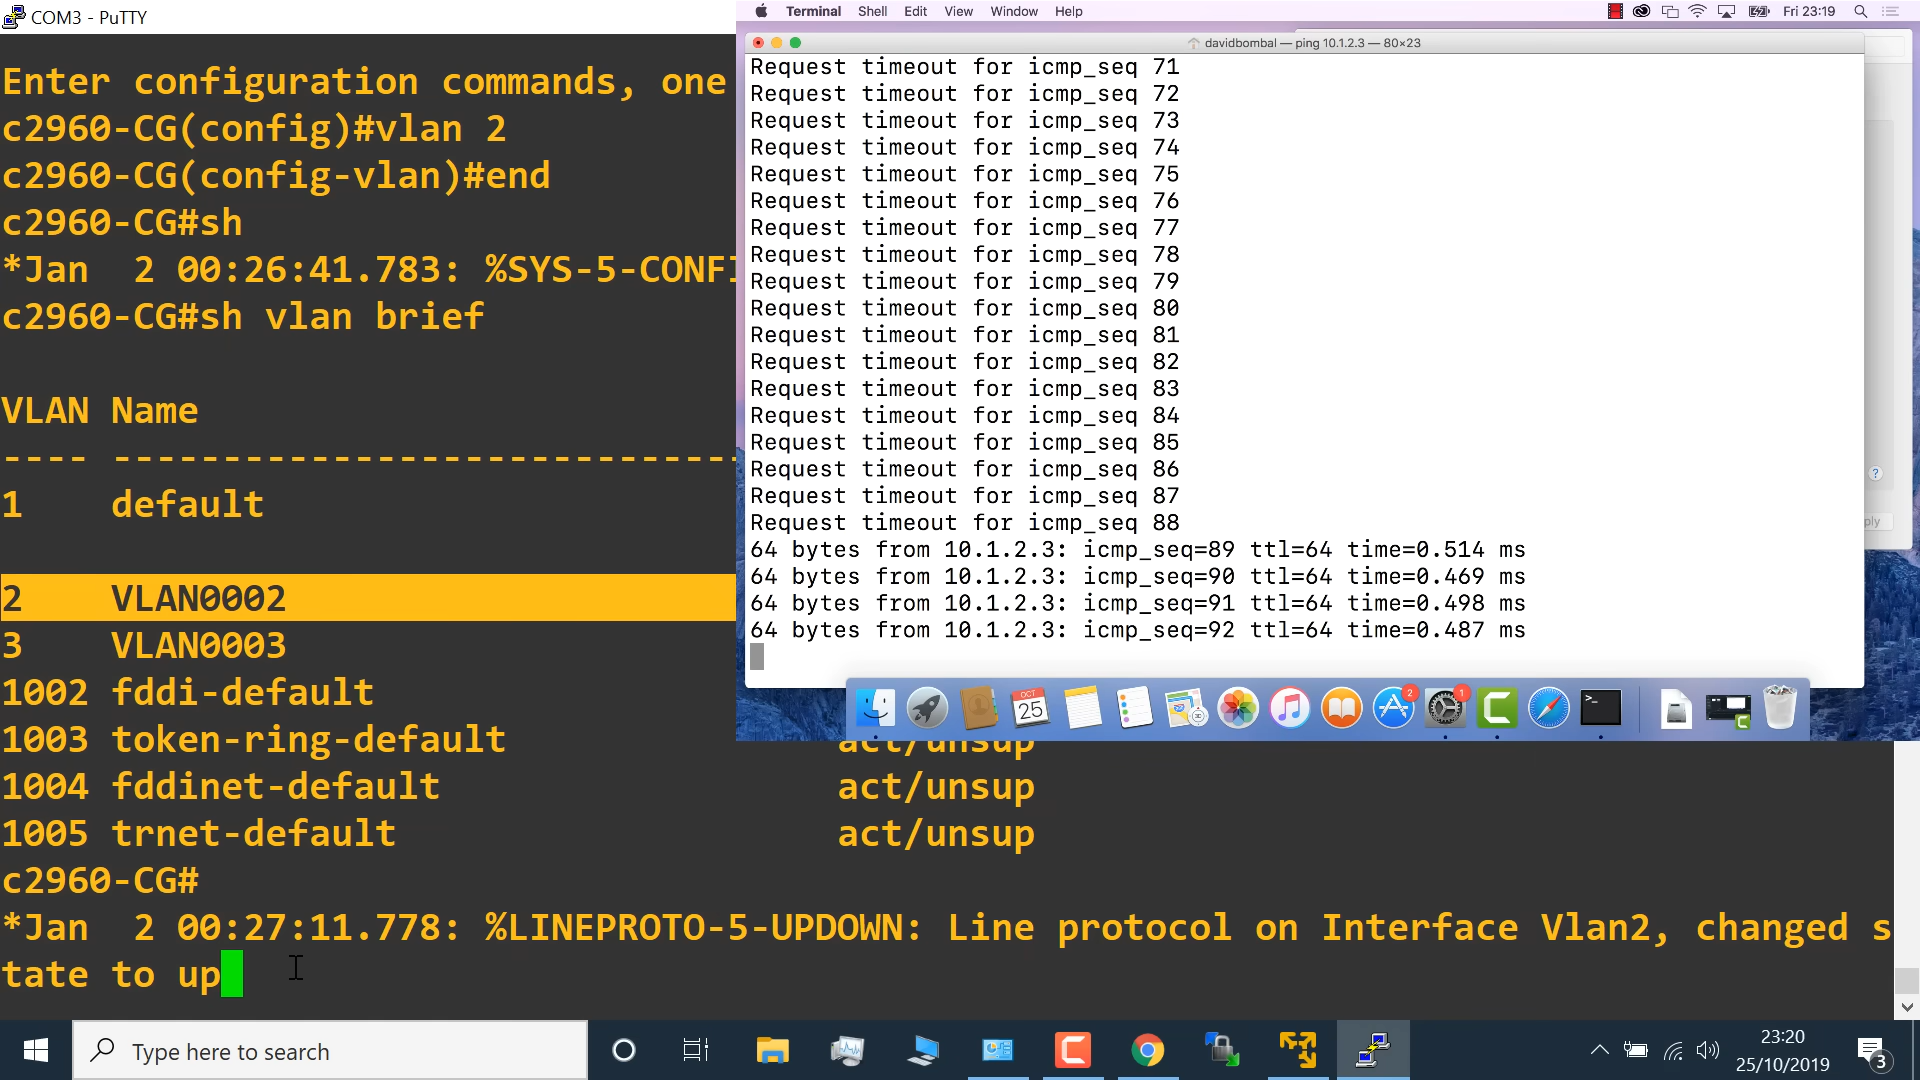 COM3 - PuTTY
Enter configuration commands, one
c2960-CG(config)#vlan 2
c2960-CG(config-vlan)#end
c2960-CG#sh
*Jan  2 00:26:41.783: %SYS-5-CONFI
c2960-CG#sh vlan brief
VLAN Name
---- -------------------------------
1    default
2    VLAN0002
3    VLAN0003
1002 fddi-default
1003 token-ring-default act/unsup
1004 fddinet-default act/unsup
1005 trnet-default act/unsup
c2960-CG#
*Jan  2 00:27:11.778: %LINEPROTO-5-UPDOWN: Line protocol on Interface Vlan2, changed s
tate to up
Terminal Shell Edit View Window Help Fri 23:19
davidbombal — ping 10.1.2.3 — 80×23
Request timeout for icmp_seq 71
Request timeout for icmp_seq 72
Request timeout for icmp_seq 73
Request timeout for icmp_seq 74
Request timeout for icmp_seq 75
Request timeout for icmp_seq 76
Request timeout for icmp_seq 77
Request timeout for icmp_seq 78
Request timeout for icmp_seq 79
Request timeout for icmp_seq 80
Request timeout for icmp_seq 81
Request timeout for icmp_seq 82
Request timeout for icmp_seq 83
Request timeout for icmp_seq 84
Request timeout for icmp_seq 85
Request timeout for icmp_seq 86
Request timeout for icmp_seq 87
Request timeout for icmp_seq 88
64 bytes from 10.1.2.3: icmp_seq=89 ttl=64 time=0.514 ms
64 bytes from 10.1.2.3: icmp_seq=90 ttl=64 time=0.469 ms
64 bytes from 10.1.2.3: icmp_seq=91 ttl=64 time=0.498 ms
64 bytes from 10.1.2.3: icmp_seq=92 ttl=64 time=0.487 ms
?
ply
OCT
25
2
1
Type here to search
23:20
25/10/2019
3